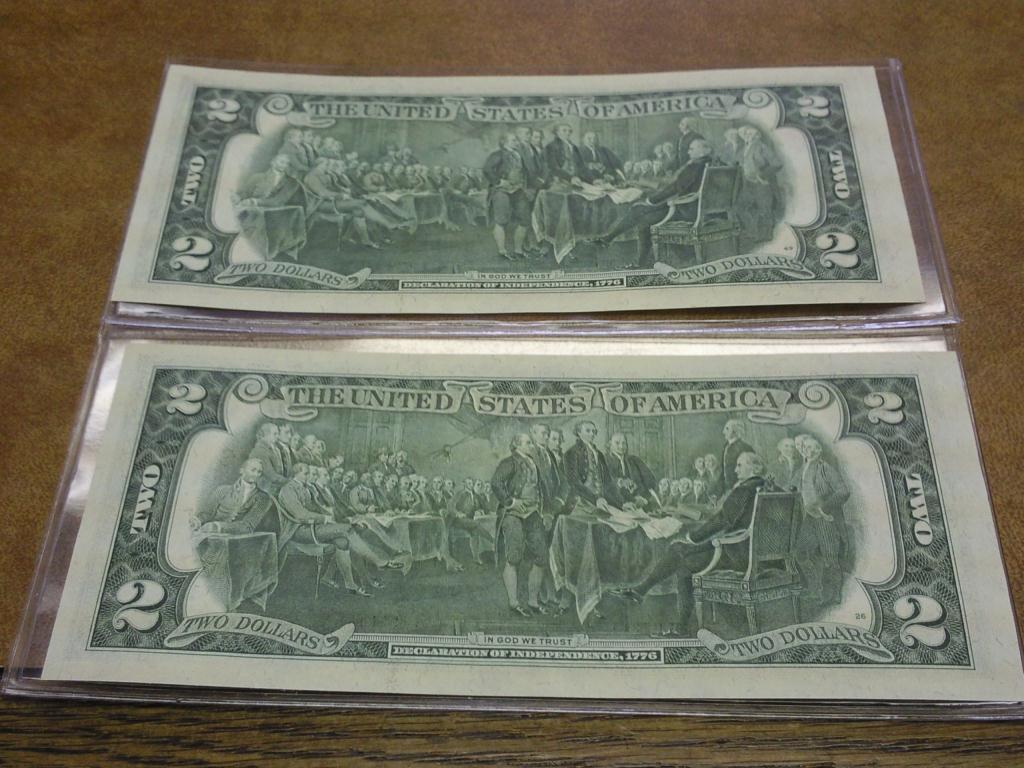 2 THE UNITED STATES OF AMERICA 2
TWO TWO
49
2 TWO DOLLARS IN GOD WE TRUST TWO DOLLARS 2
DECLARATION OF INDEPENDENCE, 1776
2 THE UNITED STATES OF AMERICA 2
TWO TWO
26
2 TWO DOLLARS IN GOD WE TRUST TWO DOLLARS 2
DECLARATION OF INDEPENDENCE, 1776